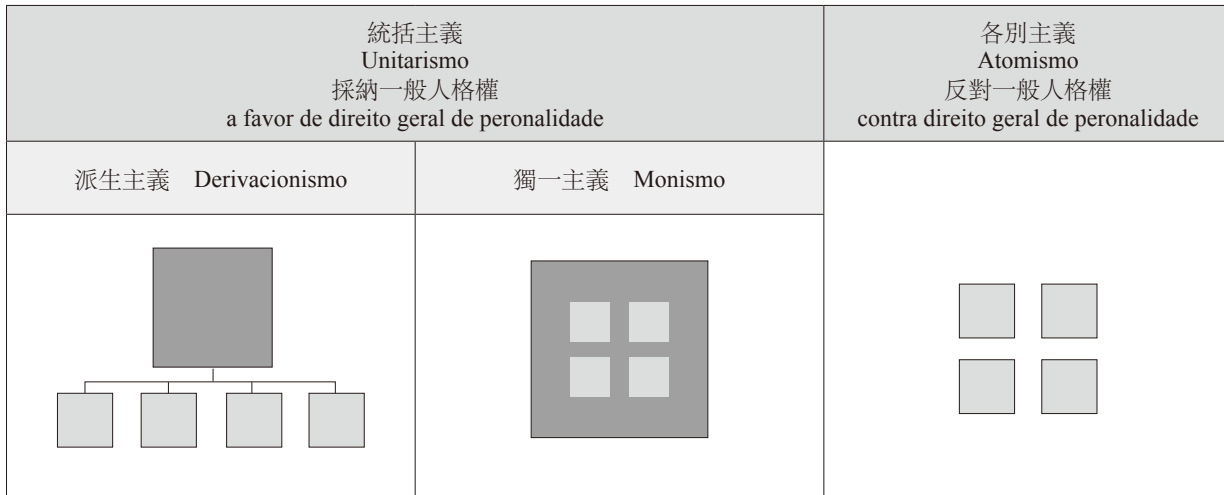 統括主義
Unitarismo
採納一般人格權
a favor de direito geral de peronalidade
各別主義
Atomismo
反對一般人格權
contra direito geral de peronalidade
派生主義 Derivacionismo
獨一主義 Monismo